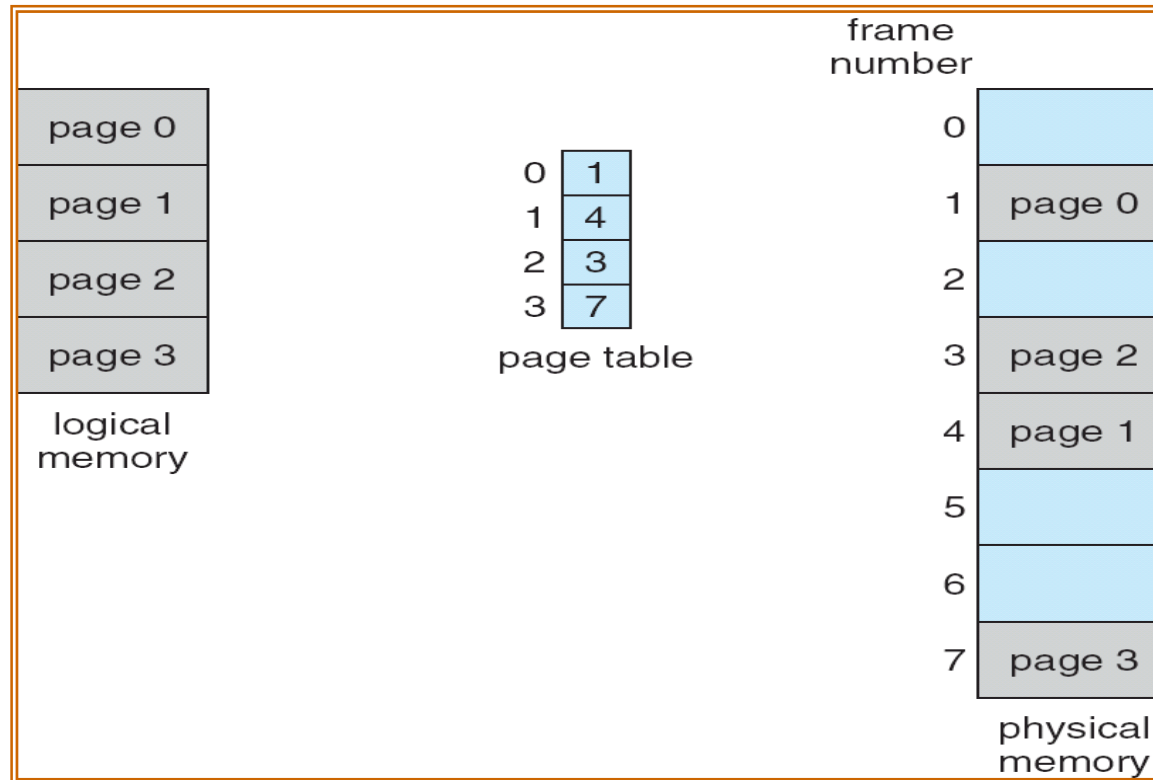 page 0
page 1
page 2
page 3
logical
memory
0 1
1 4
2 3
3 7
page table
frame
number
0
1 page 0
2
3 page 2
4 page 1
5
6
7 page 3
physical
memory